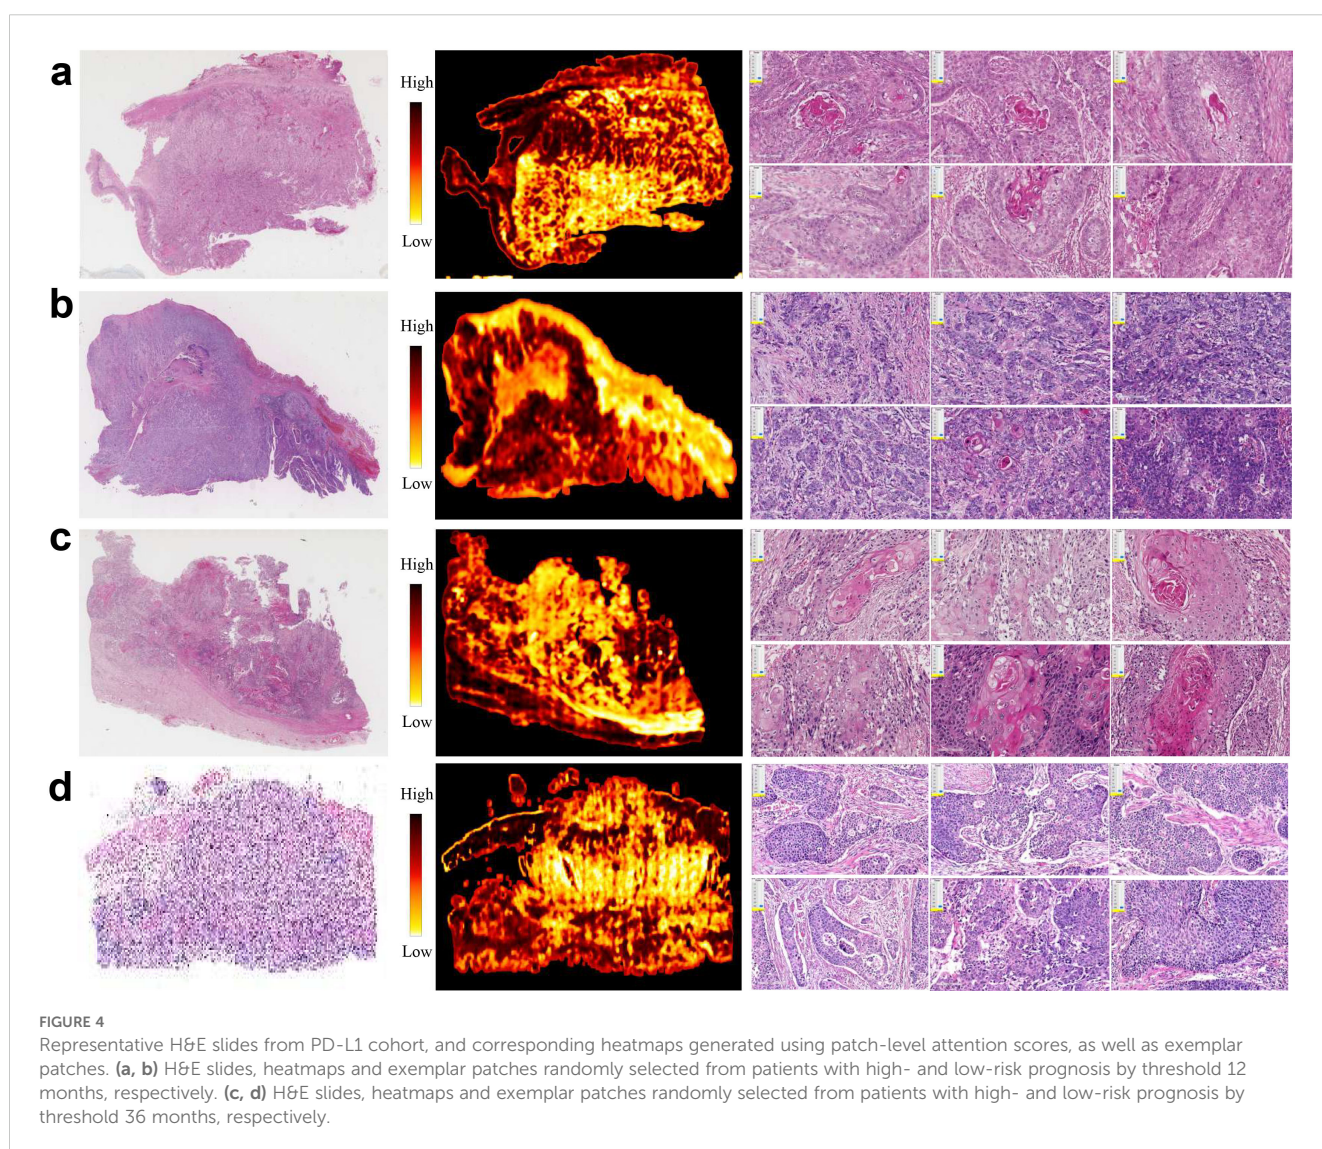 a
High
Low
b
High
Low
c
High
Low
d
High
Low
FIGURE 4
Representative H&E slides from PD-L1 cohort, and corresponding heatmaps generated using patch-level attention scores, as well as exemplar
patches. (a, b) H&E slides, heatmaps and exemplar patches randomly selected from patients with high- and low-risk prognosis by threshold 12
months, respectively. (c, d) H&E slides, heatmaps and exemplar patches randomly selected from patients with high- and low-risk prognosis by
threshold 36 months, respectively.